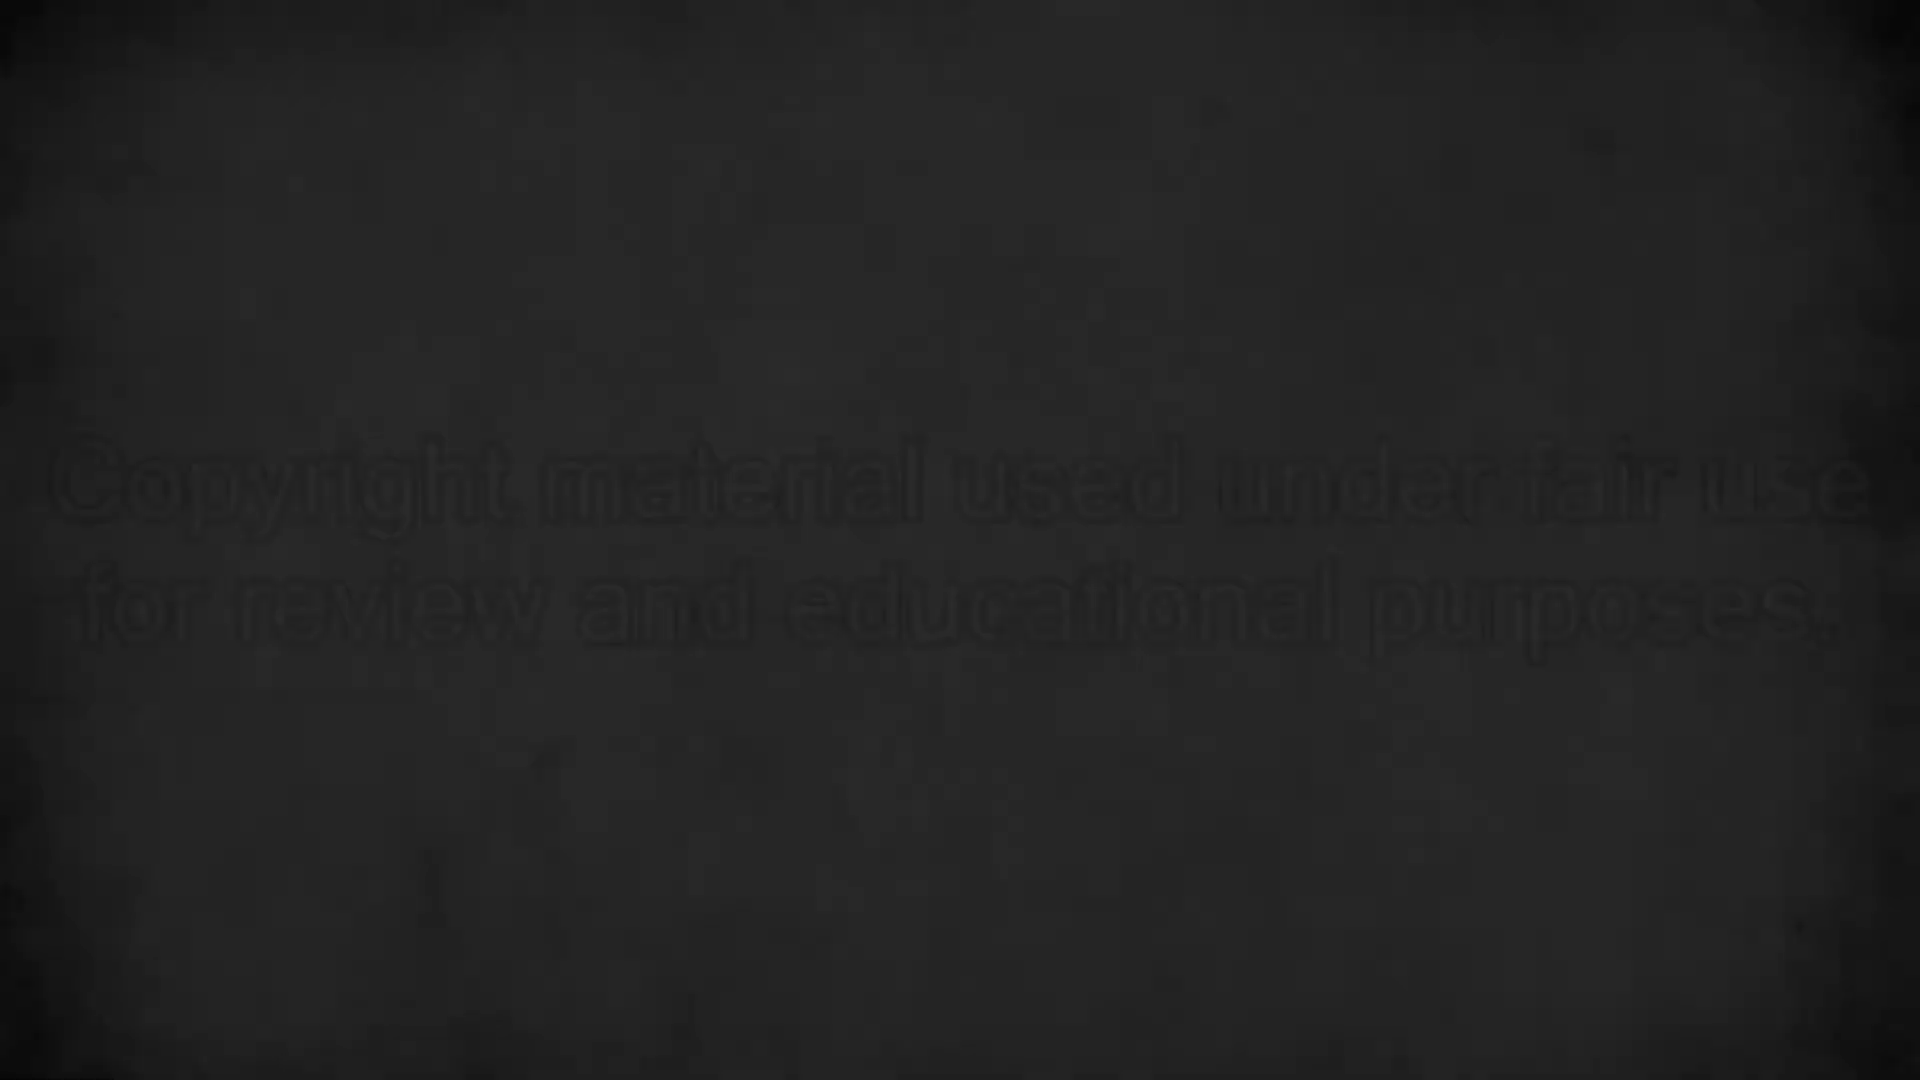 Copyright material used under fair use
for review and educational purposes.